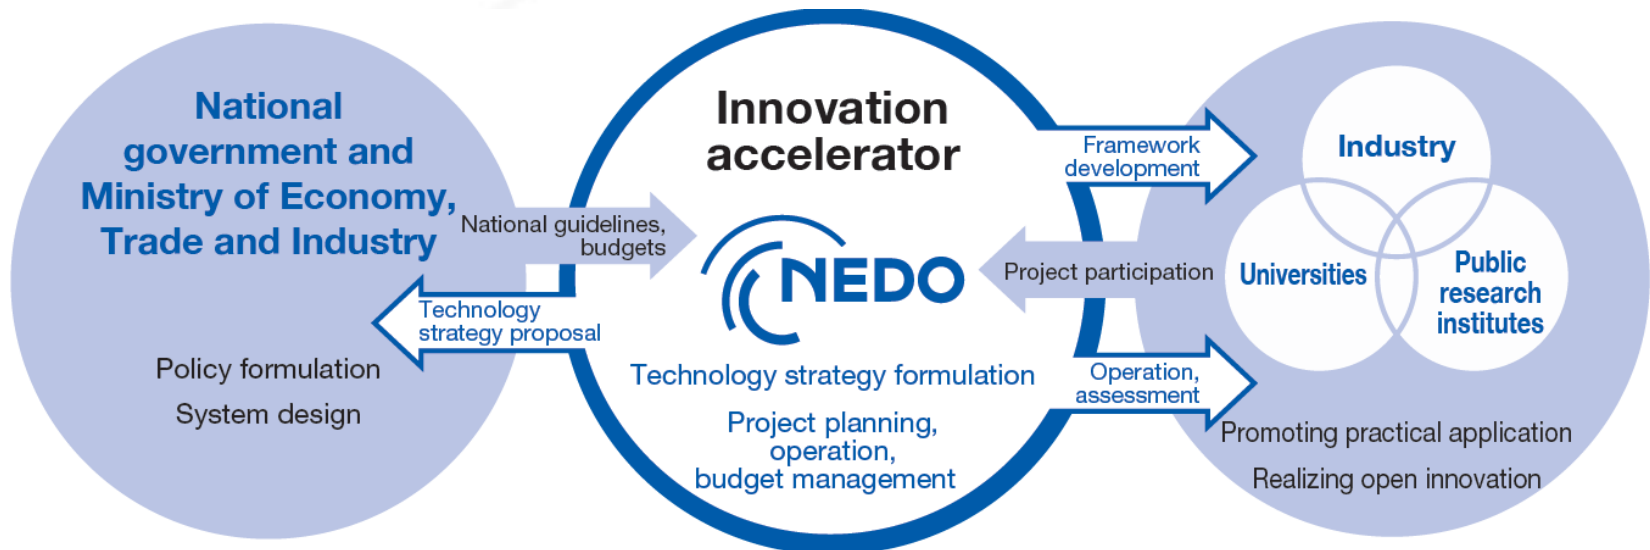 National
government and
Ministry of Economy,
Trade and Industry
Policy formulation
System design
National guidelines,
budgets
Technology
strategy proposal
Innovation
accelerator
NEDO
Technology strategy formulation
Project planning,
operation,
budget management
Framework
development
Project participation
Operation,
assessment
Industry
Universities
Public
research
institutes
Promoting practical application
Realizing open innovation